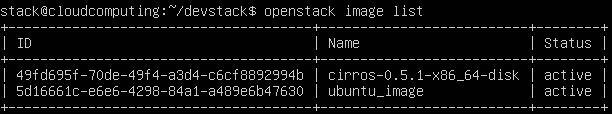 stack@cloudcomputing:~/devstack$ openstack image list
+--------------------------------------+--------------------------+--------+
| ID                                   | Name                     | Status |
+--------------------------------------+--------------------------+--------+
| 49fd695f-70de-49f4-a3d4-c6cf8892994b | cirros-0.5.1-x86_64-disk | active |
| 5d16661c-e6e6-4298-84a1-a489e6b47630 | ubuntu_image             | active |
+--------------------------------------+--------------------------+--------+